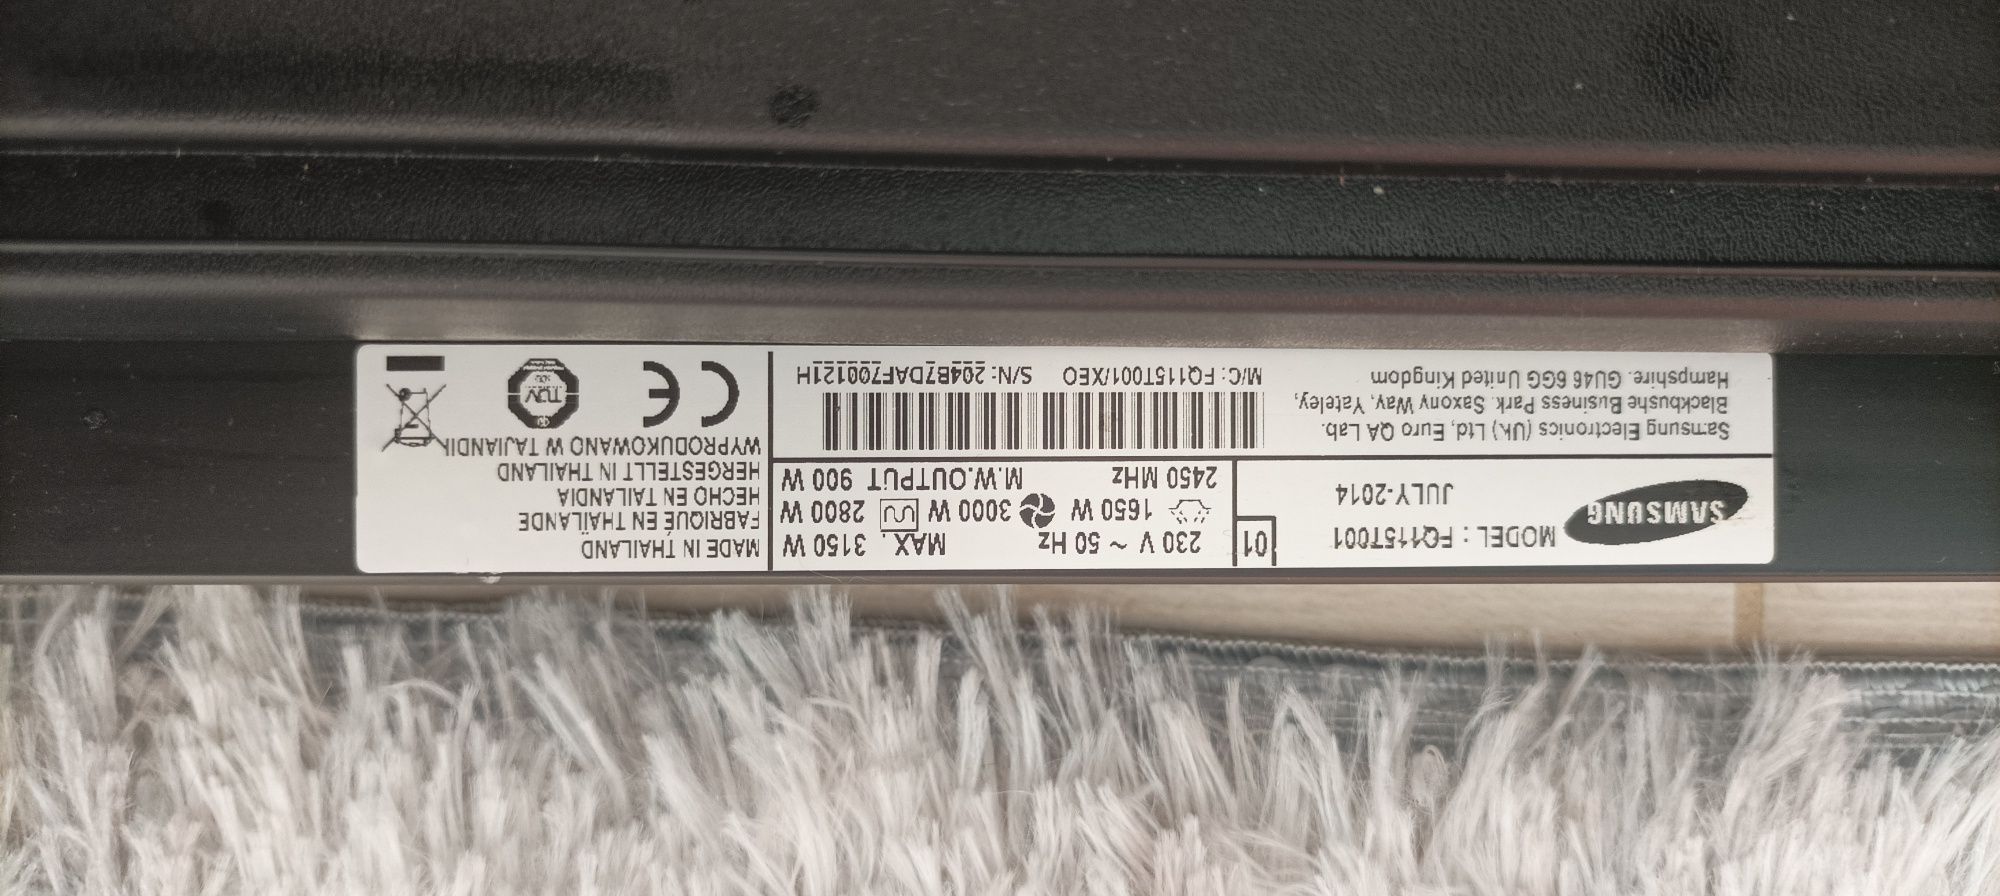 SAMSUNG
MODEL : FQ115T001
JULY-2014
01
230 V ~ 50 Hz MAX. 3150 W
1650 W 3000 W 2800 W
2450 MHz M.W.OUTPUT 900 W
MADE IN THAILAND
FABRIQUÉ EN THAÏLANDE
HECHO EN TAILANDIA
HERGESTELLT IN THAILAND
WYPRODUKOWANO W TAJLANDII
Samsung Electronics (UK) Ltd, Euro QA Lab.
Blackbushe Business Park. Saxony Way, Yateley,
Hampshire. GU46 6GG United Kingdom
M/C: FQ115T001/XEO S/N: 204B7DAF700121H
CE
TÜV